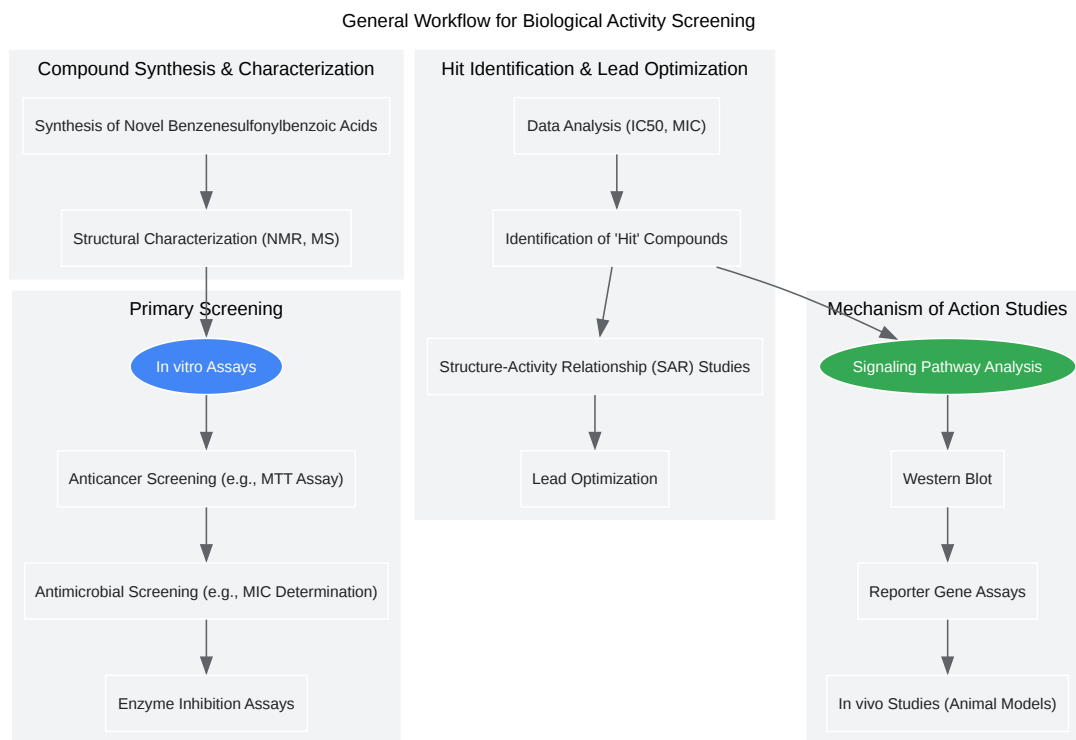 General Workflow for Biological Activity Screening
Compound Synthesis & Characterization
Synthesis of Novel Benzenesulfonylbenzoic Acids
Structural Characterization (NMR, MS)
Primary Screening
In vitro Assays
Anticancer Screening (e.g., MTT Assay)
Antimicrobial Screening (e.g., MIC Determination)
Enzyme Inhibition Assays
Hit Identification & Lead Optimization
Data Analysis (IC50, MIC)
Identification of 'Hit' Compounds
Structure-Activity Relationship (SAR) Studies
Lead Optimization
Mechanism of Action Studies
Signaling Pathway Analysis
Western Blot
Reporter Gene Assays
In vivo Studies (Animal Models)